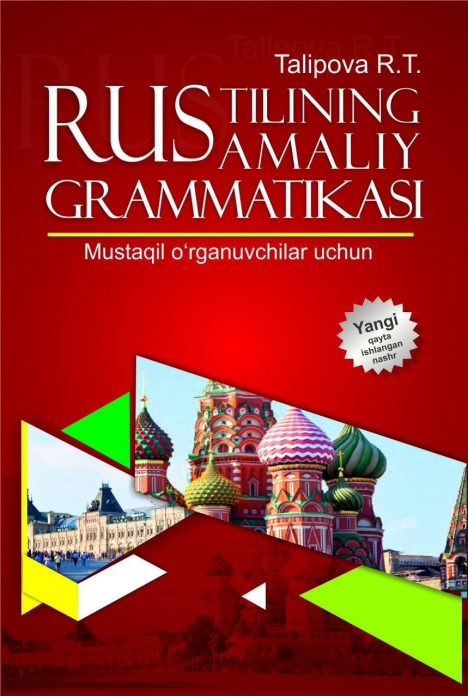 Talipova R.T.
RUS TILINING
AMALIY
GRAMMATIKASI
Mustaqil o‘rganuvchilar uchun
Yangi
qayta
ishlangan
nashr